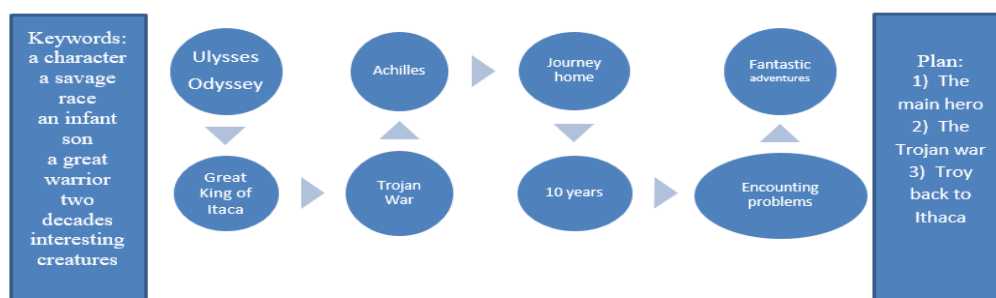 Keywords:
a character
a savage
race
an infant
son
a great
warrior
two
decades
interesting
creatures
Ulysses
Odyssey
Great
King of
Itaca
Trojan
War
Achilles
Journey
home
10 years
Encounting
problems
Fantastic
adventures
Plan:
1) The
main hero
2) The
Trojan war
3) Troy
back to
Ithaca